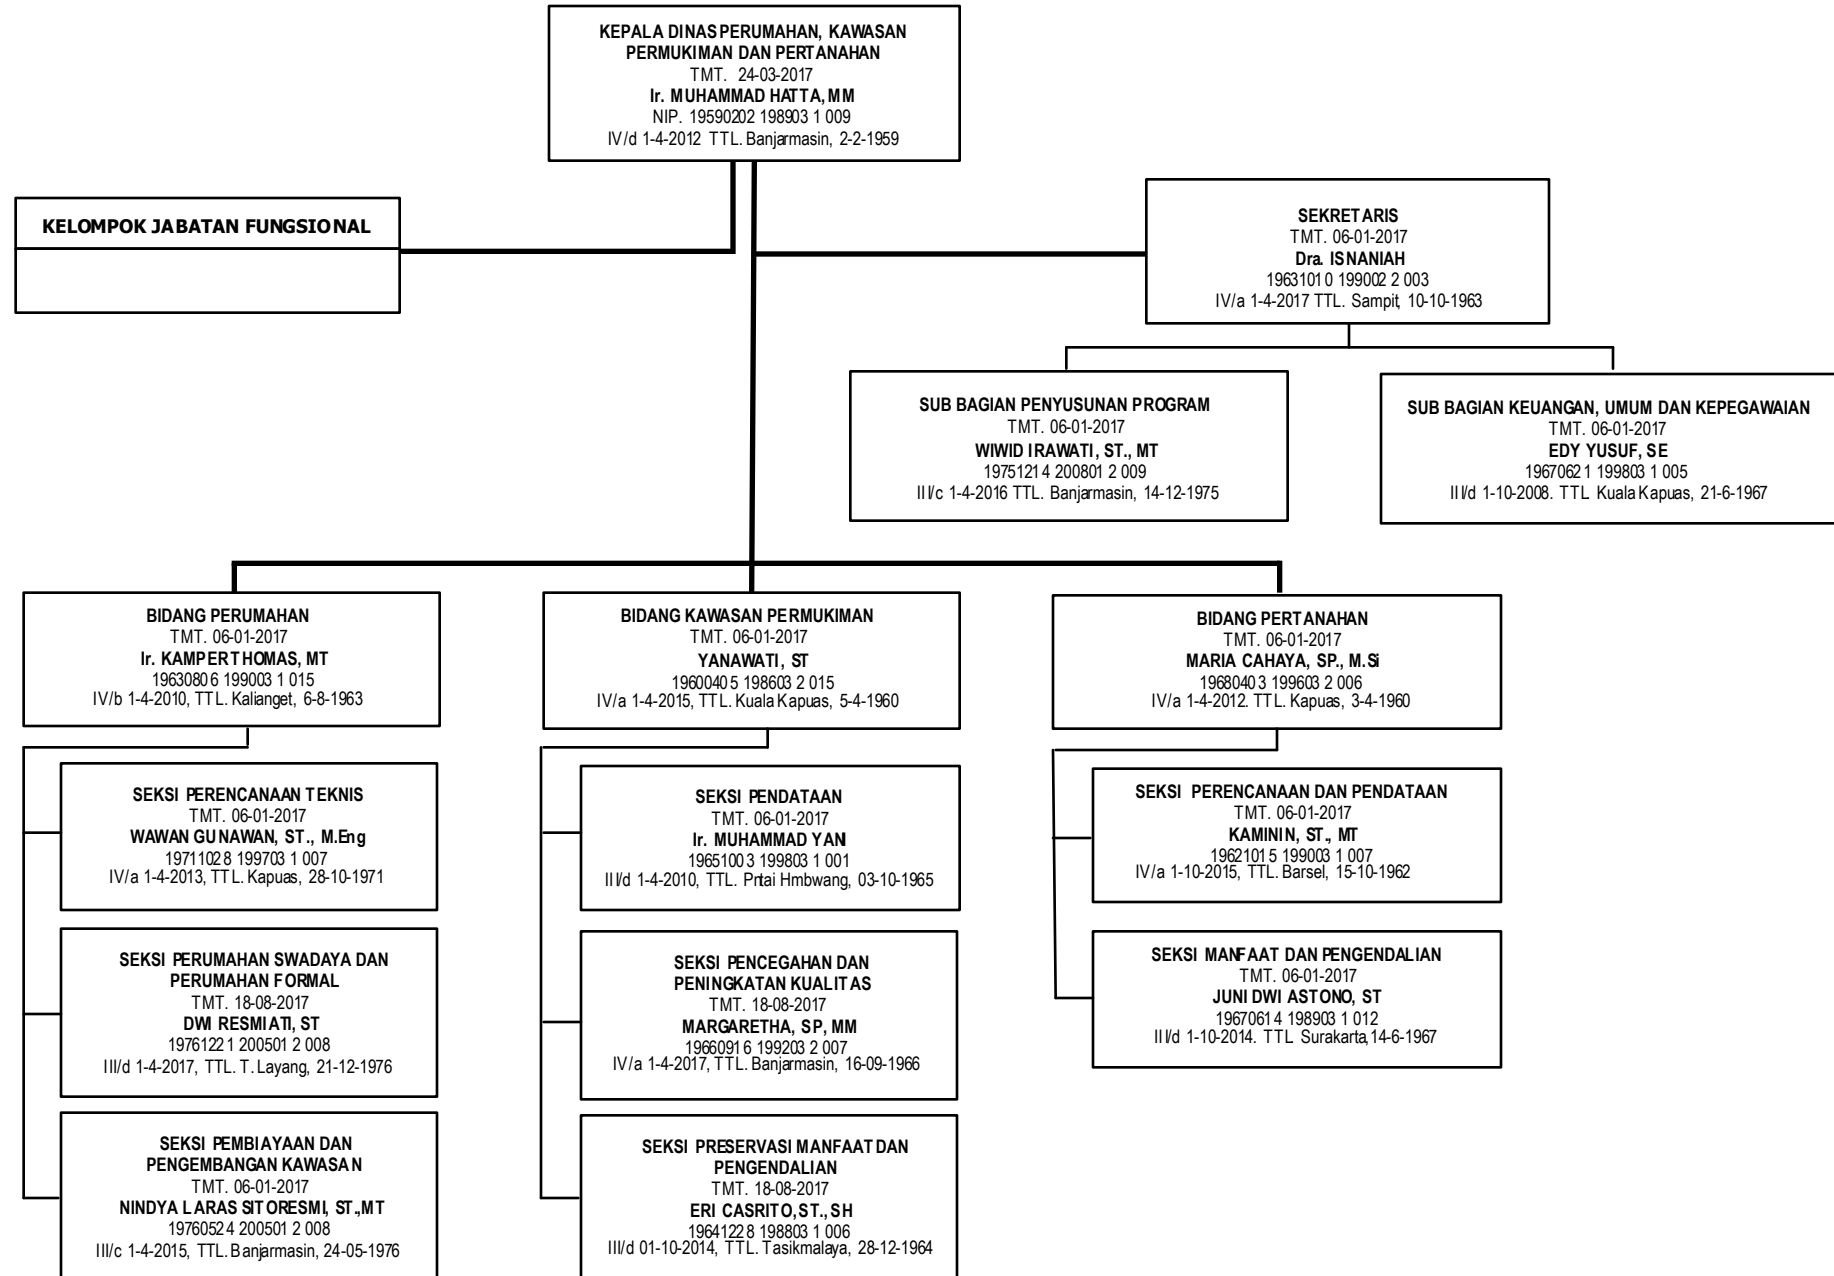 KEPALA DINAS PERUMAHAN, KAWASAN
PERMUKIMAN DAN PERTANAHAN
TMT. 24-03-2017
Ir. MUHAMMAD HATTA, MM
NIP. 19590202 198903 1 009
IV/d 1-4-2012 TTL. Banjarmasin, 2-2-1959
KELOMPOK JABATAN FUNGSIONAL
SEKRETARIS
TMT. 06-01-2017
Dra. ISNANIAH
19631010 199002 2 003
IV/a 1-4-2017 TTL. Sampit, 10-10-1963
SUB BAGIAN PENYUSUNAN PROGRAM
TMT. 06-01-2017
WIWID IRAWATI, ST., MT
19751214 200801 2 009
III/c 1-4-2016 TTL. Banjarmasin, 14-12-1975
SUB BAGIAN KEUANGAN, UMUM DAN KEPEGAWAIAN
TMT. 06-01-2017
EDY YUSUF, SE
19670621 199803 1 005
III/d 1-10-2008. TTL Kuala Kapuas, 21-6-1967
BIDANG PERUMAHAN
TMT. 06-01-2017
Ir. KAMPERT HOMAS, MT
19630806 199003 1 015
IV/b 1-4-2010, TTL. Kalianget, 6-8-1963
SEKSI PERENCANAAN TEKNIS
TMT. 06-01-2017
WAWAN GUNAWAN, ST., M.Eng
19711028 199703 1 007
IV/a 1-4-2013, TTL. Kapuas, 28-10-1971
SEKSI PERUMAHAN SWADAYA DAN
PERUMAHAN FORMAL
TMT. 18-08-2017
DWI RESMIATI, ST
19761221 200501 2 008
III/d 1-4-2017, TTL. T. Layang, 21-12-1976
SEKSI PEMBIAYAAN DAN
PENGEMBANGAN KAWASAN
TMT. 06-01-2017
NINDYA LARAS SITORESMI, ST.,MT
19760524 200501 2 008
III/c 1-4-2015, TTL. Banjarmasin, 24-05-1976
BIDANG KAWASAN PERMUKIMAN
TMT. 06-01-2017
YANAWATI, ST
19600405 198603 2 015
IV/a 1-4-2015, TTL. Kuala Kapuas, 5-4-1960
SEKSI PENDATAAN
TMT. 06-01-2017
Ir. MUHAMMAD YANI
19651003 199803 1 001
III/d 1-4-2010, TTL. Pntai Hmbwang, 03-10-1965
SEKSI PENCEGAHAN DAN
PENINGKATAN KUALITAS
TMT. 18-08-2017
MARGARETHA, SP, MM
19660916 199203 2 007
IV/a 1-4-2017, TTL. Banjarmasin, 16-09-1966
SEKSI PRESERVASI MANFAAT DAN
PENGENDALIAN
TMT. 18-08-2017
ERI CASRITO, ST., SH
19641228 198803 1 006
III/d 01-10-2014, TTL. Tasikmalaya, 28-12-1964
BIDANG PERTANAHAN
TMT. 06-01-2017
MARIA CAHAYA, SP., M.Si
19680403 199603 2 006
IV/a 1-4-2012. TTL. Kapuas, 3-4-1960
SEKSI PERENCANAAN DAN PENDATAAN
TMT. 06-01-2017
KAMININ, ST., MT
19621015 199003 1 007
IV/a 1-10-2015, TTL. Barsel, 15-10-1962
SEKSI MANFAAT DAN PENGENDALIAN
TMT. 06-01-2017
JUNI DWI ASTONO, ST
19670614 198903 1 012
III/d 1-10-2014. TTL Surakarta,14-6-1967